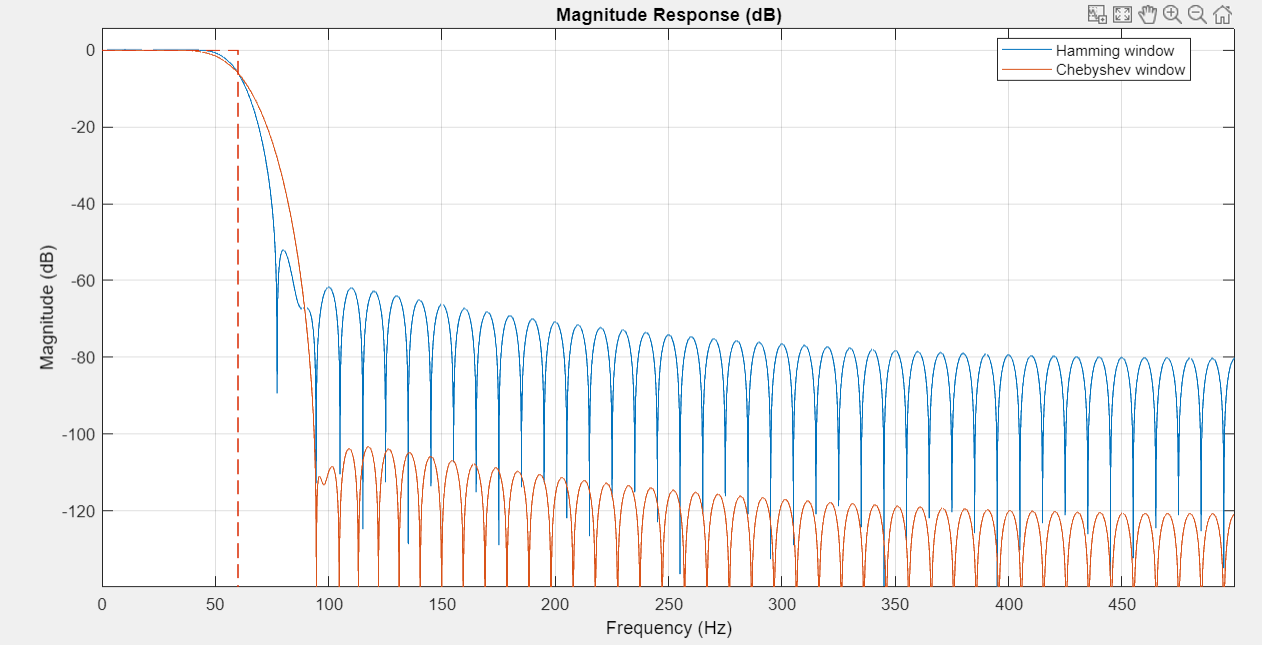 Magnitude Response (dB)
Hamming window
Chebyshev window
0
-20
-40
-60
-80
-100
-120
Magnitude (dB)
0 50 100 150 200 250 300 350 400 450
Frequency (Hz)